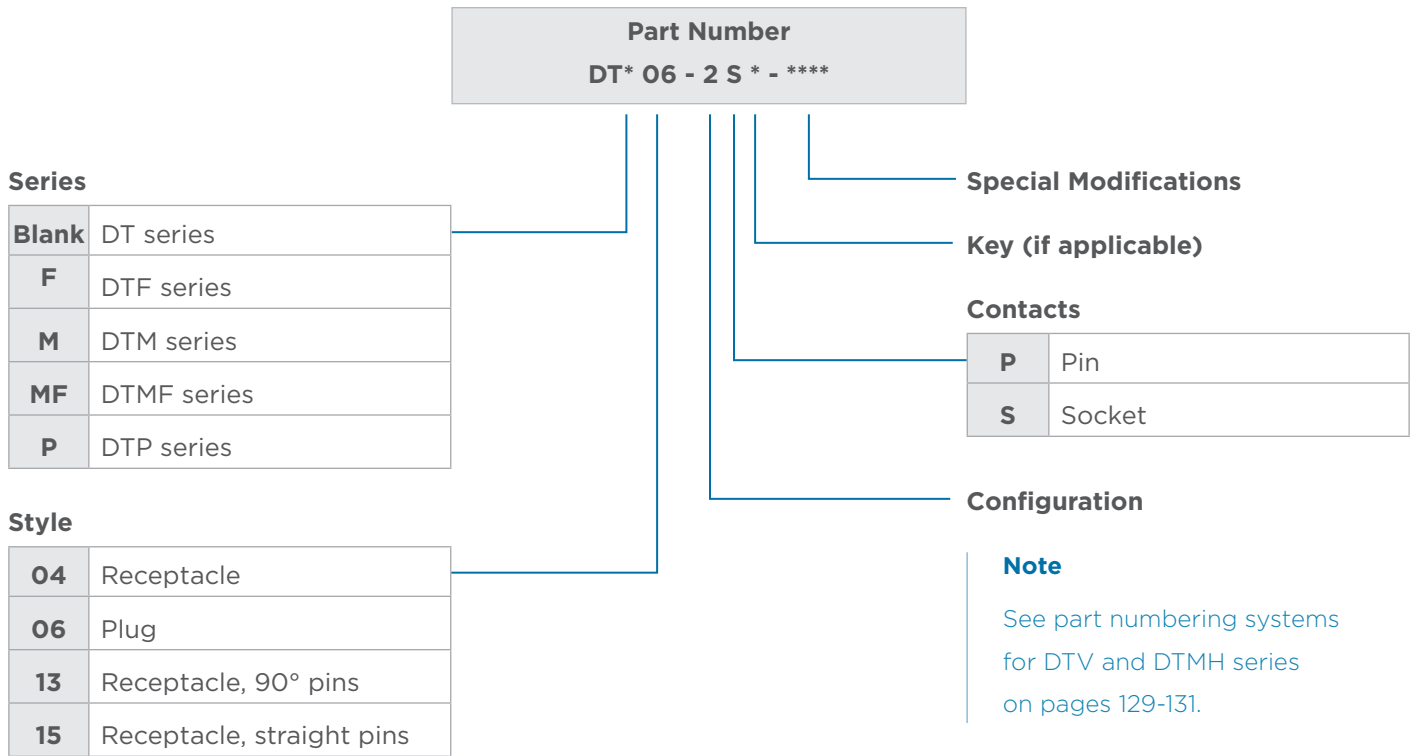 Part Number
DT* 06 - 2 S * - ****
Series
Blank DT series
F DTF series
M DTM series
MF DTMF series
P DTP series
Style
04 Receptacle
06 Plug
13 Receptacle, 90° pins
15 Receptacle, straight pins
Special Modifications
Key (if applicable)
Contacts
P Pin
S Socket
Configuration
Note
See part numbering systems
for DTV and DTMH series
on pages 129-131.